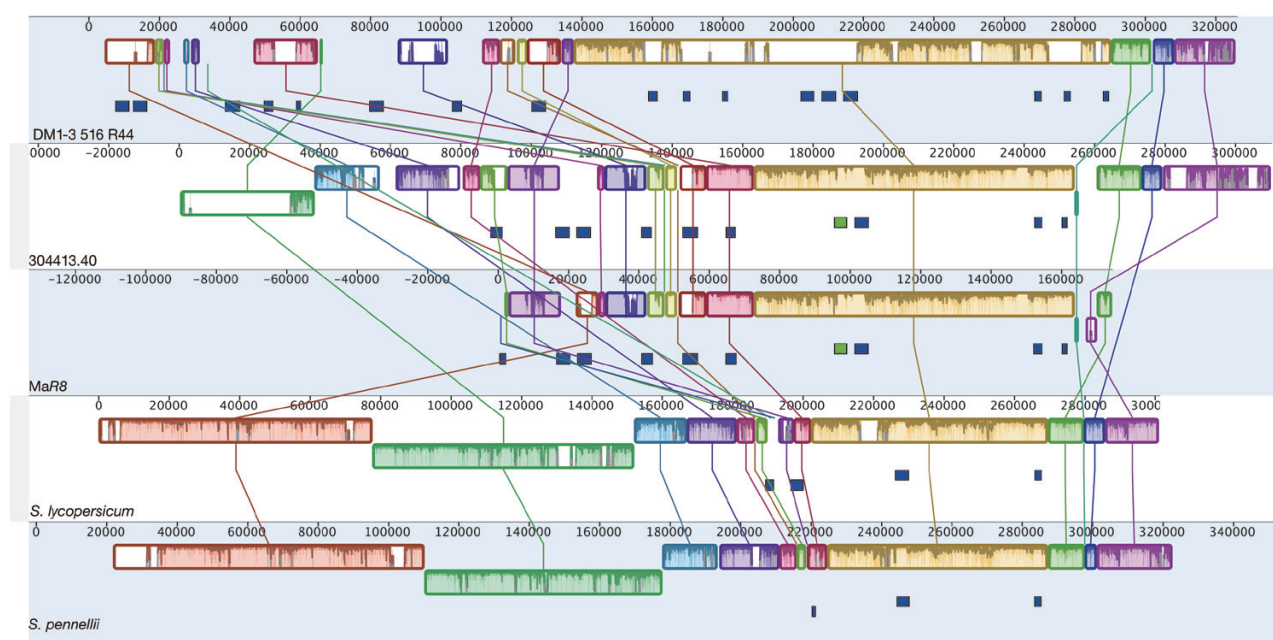 0 20000 40000 60000 80000 100000 120000 140000 160000 180000 200000 220000 240000 260000 280000 300000 320000
DM1-3 516 R44
0000 -20000 0 20000 40000 60000 80000 100000 120000 140000 160000 180000 200000 220000 240000 260000 280000 300000
304413.40
-120000 -100000 -80000 -60000 -40000 -20000 0 20000 40000 60000 80000 100000 120000 140000 160000
MaR8
0 20000 40000 60000 80000 100000 120000 140000 160000 180000 200000 220000 240000 260000 280000 3000
S. lycopersicum
0 20000 40000 60000 80000 100000 120000 140000 160000 180000 200000 220000 240000 260000 280000 300000 320000 340000
S. pennellii